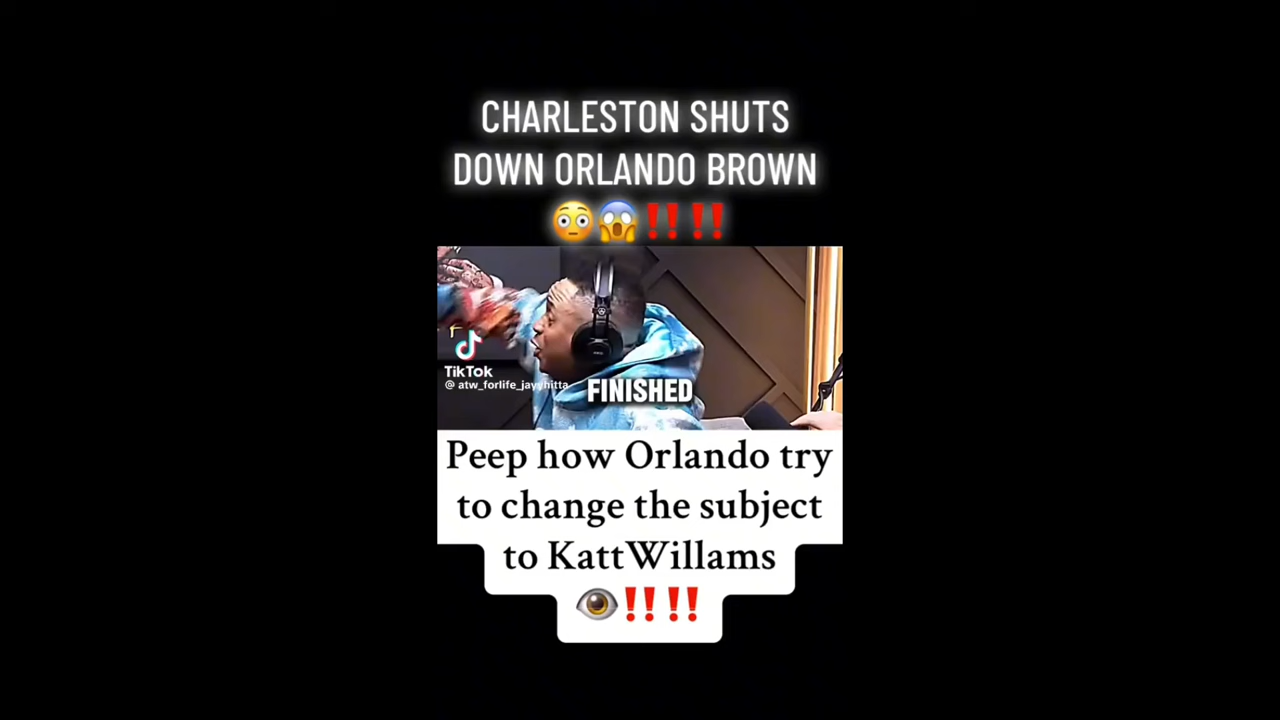 CHARLESTON SHUTS
DOWN ORLANDO BROWN
😳😱‼️‼️
TikTok
@ atw_forlife_jayyhitta
FINISHED
Peep how Orlando try
to change the subject
to KattWillams
👁️‼️‼️